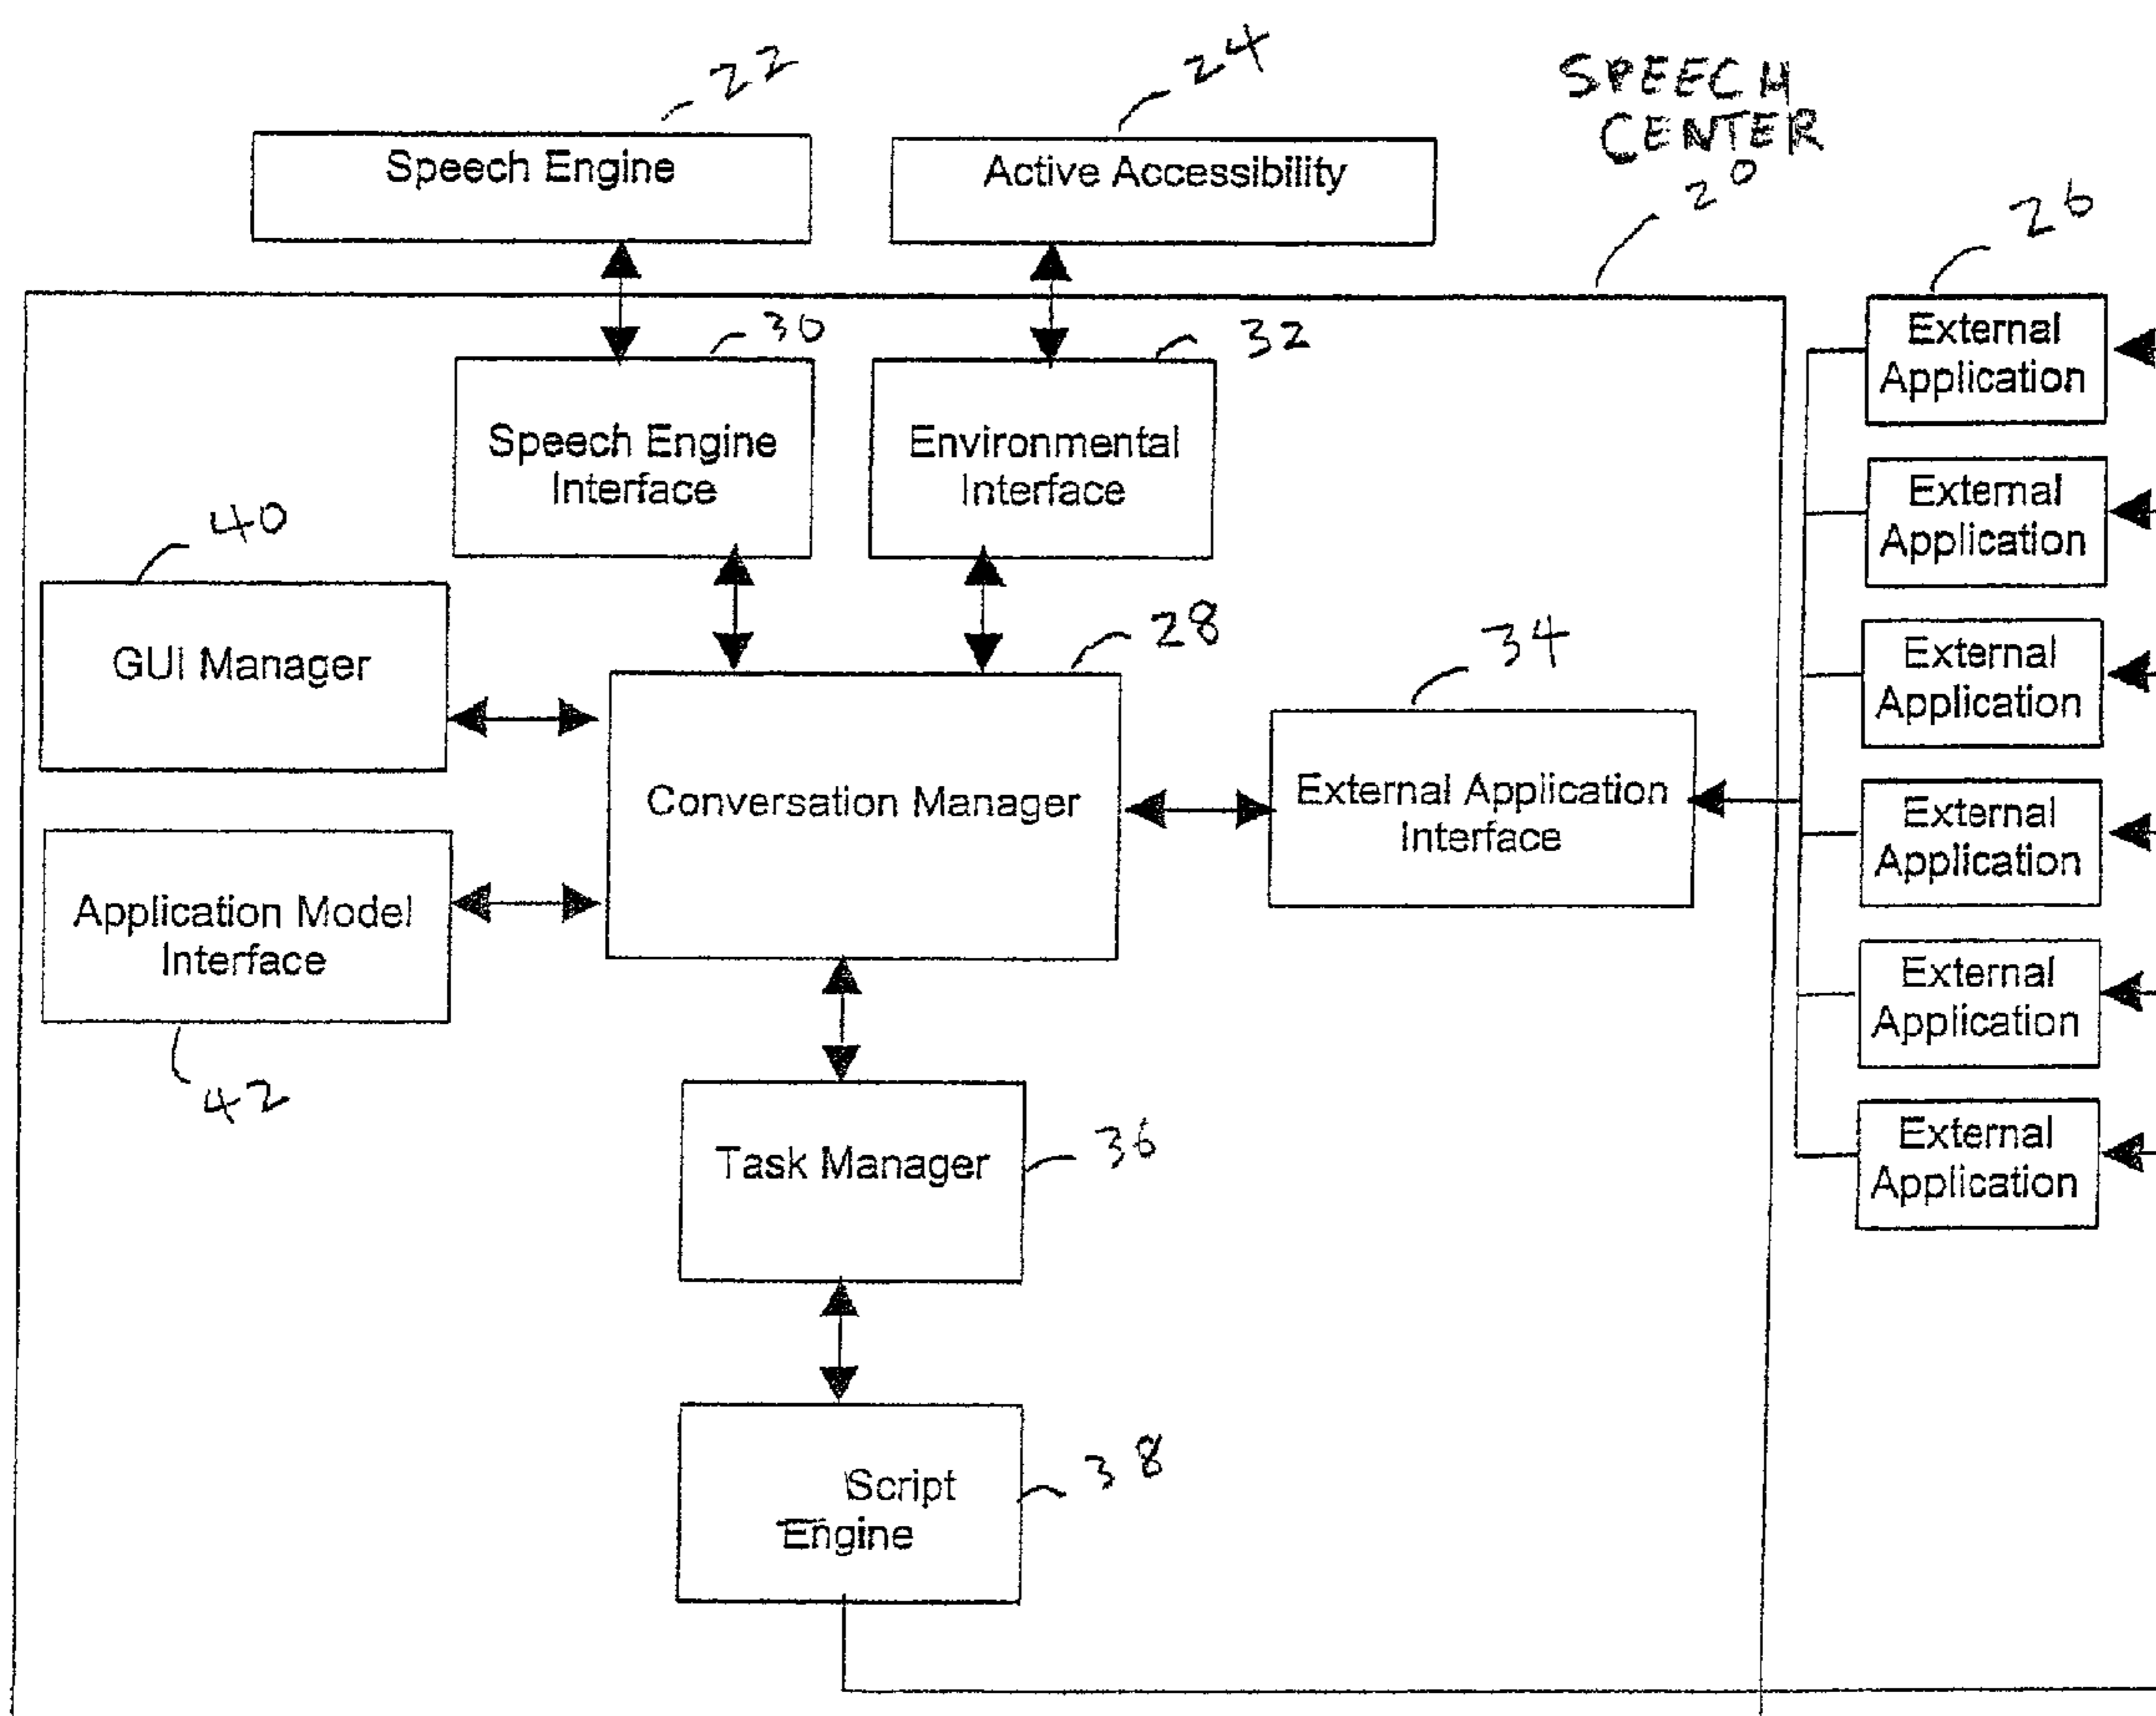 22
24
SPEECH
CENTER
20
26
Speech Engine
Active Accessibility
30
32
External
Application
Speech Engine
Interface
Environmental
Interface
External
Application
40
28
34
GUI Manager
External
Application
Conversation Manager
External Application
Interface
External
Application
Application Model
Interface
External
Application
42
Task Manager
36
External
Application
Script
Engine
38